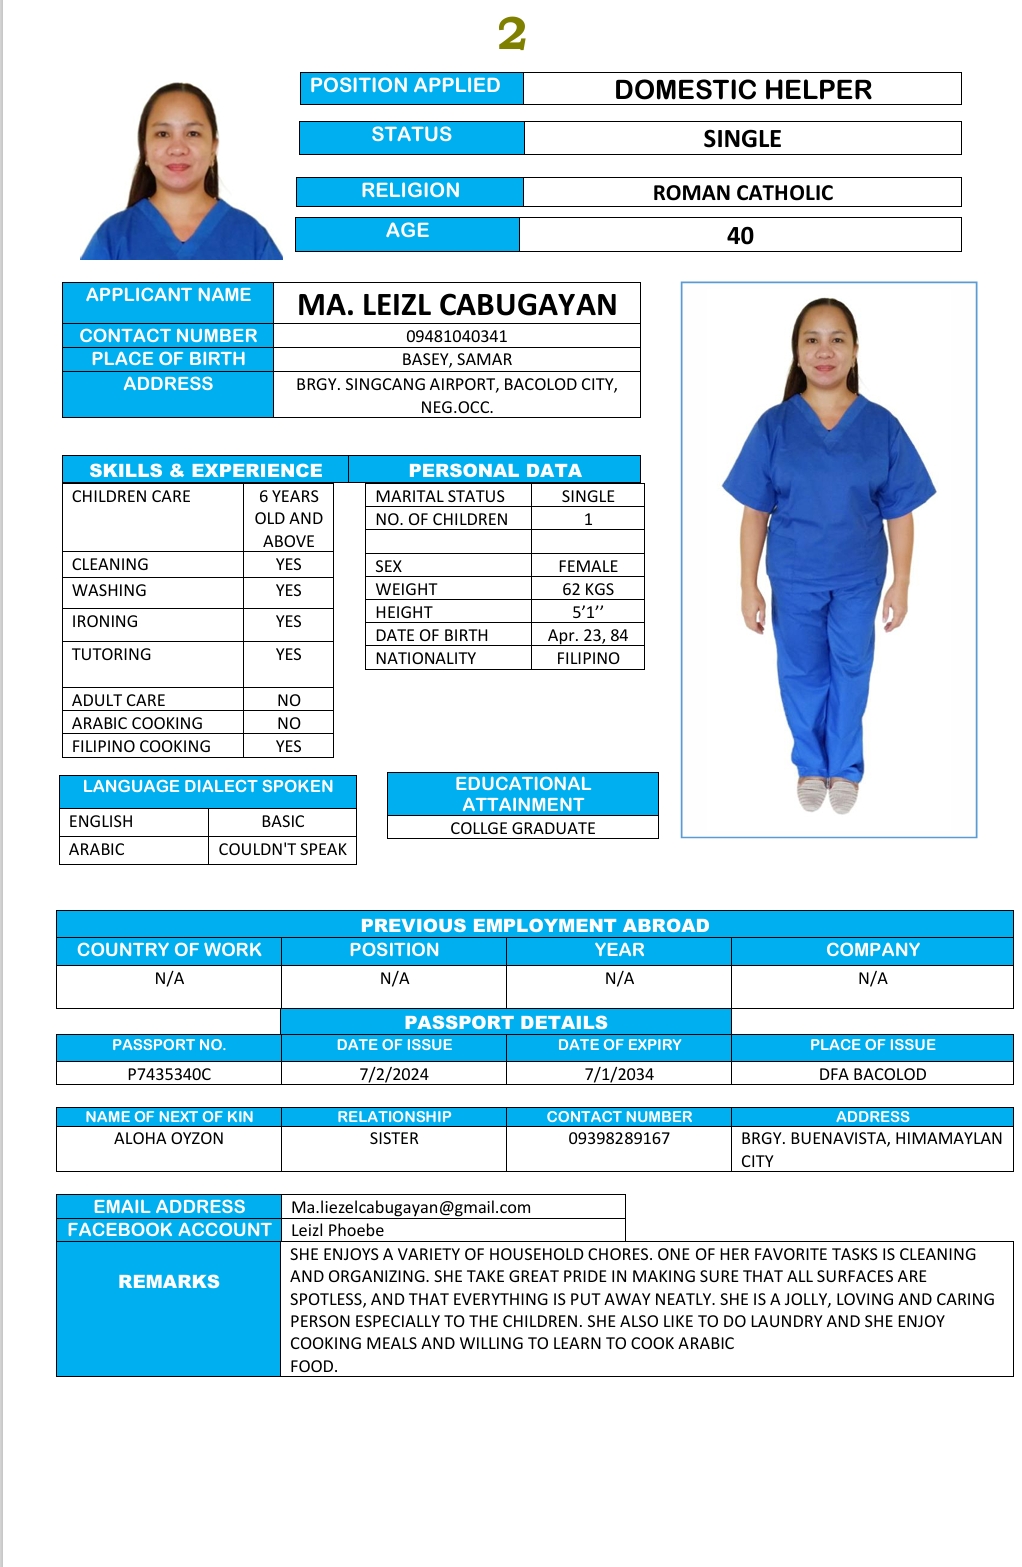 2
POSITION APPLIED DOMESTIC HELPER
STATUS SINGLE
RELIGION ROMAN CATHOLIC
AGE 40
APPLICANT NAME MA. LEIZL CABUGAYAN
CONTACT NUMBER 09481040341
PLACE OF BIRTH BASEY, SAMAR
ADDRESS BRGY. SINGCANG AIRPORT, BACOLOD CITY,
NEG.OCC.
SKILLS & EXPERIENCE
CHILDREN CARE 6 YEARS
OLD AND
ABOVE
CLEANING YES
WASHING YES
IRONING YES
TUTORING YES
ADULT CARE NO
ARABIC COOKING NO
FILIPINO COOKING YES
PERSONAL DATA
MARITAL STATUS SINGLE
NO. OF CHILDREN 1
SEX FEMALE
WEIGHT 62 KGS
HEIGHT 5’1’’
DATE OF BIRTH Apr. 23, 84
NATIONALITY FILIPINO
LANGUAGE DIALECT SPOKEN
ENGLISH BASIC
ARABIC COULDN'T SPEAK
EDUCATIONAL
ATTAINMENT
COLLGE GRADUATE
PREVIOUS EMPLOYMENT ABROAD
COUNTRY OF WORK POSITION YEAR COMPANY
N/A N/A N/A N/A
PASSPORT DETAILS
PASSPORT NO. DATE OF ISSUE DATE OF EXPIRY PLACE OF ISSUE
P7435340C 7/2/2024 7/1/2034 DFA BACOLOD
NAME OF NEXT OF KIN RELATIONSHIP CONTACT NUMBER ADDRESS
ALOHA OYZON SISTER 09398289167 BRGY. BUENAVISTA, HIMAMAYLAN
CITY
EMAIL ADDRESS Ma.liezelcabugayan@gmail.com
FACEBOOK ACCOUNT Leizl Phoebe
REMARKS
SHE ENJOYS A VARIETY OF HOUSEHOLD CHORES. ONE OF HER FAVORITE TASKS IS CLEANING
AND ORGANIZING. SHE TAKE GREAT PRIDE IN MAKING SURE THAT ALL SURFACES ARE
SPOTLESS, AND THAT EVERYTHING IS PUT AWAY NEATLY. SHE IS A JOLLY, LOVING AND CARING
PERSON ESPECIALLY TO THE CHILDREN. SHE ALSO LIKE TO DO LAUNDRY AND SHE ENJOY
COOKING MEALS AND WILLING TO LEARN TO COOK ARABIC
FOOD.